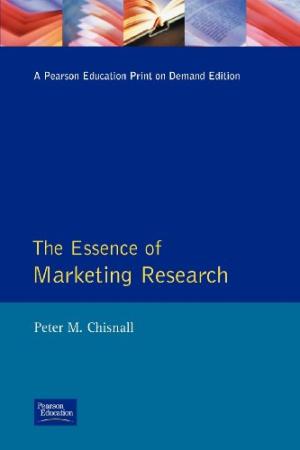 A Pearson Education Print on Demand Edition
The Essence of
Marketing Research
Peter M. Chisnall
Pearson
Education